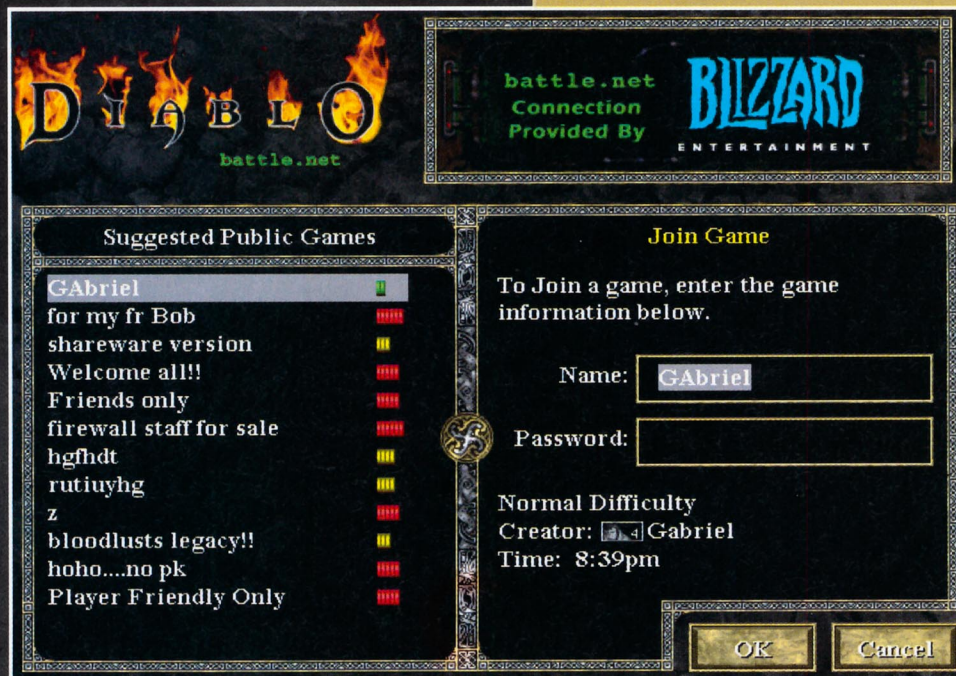 DIABLO
battle.net
battle.net
Connection
Provided By
BLIZZARD
ENTERTAINMENT
Suggested Public Games
GAbriel
for my fr Bob
shareware version
Welcome all!!
Friends only
firewall staff for sale
hgfhdt
rutiuyhg
z
bloodlusts legacy!!
hoho....no pk
Player Friendly Only
Join Game
To Join a game, enter the game
information below.
Name: GAbriel
Password:
Normal Difficulty
Creator: Gabriel
Time: 8:39pm
OK
Cancel